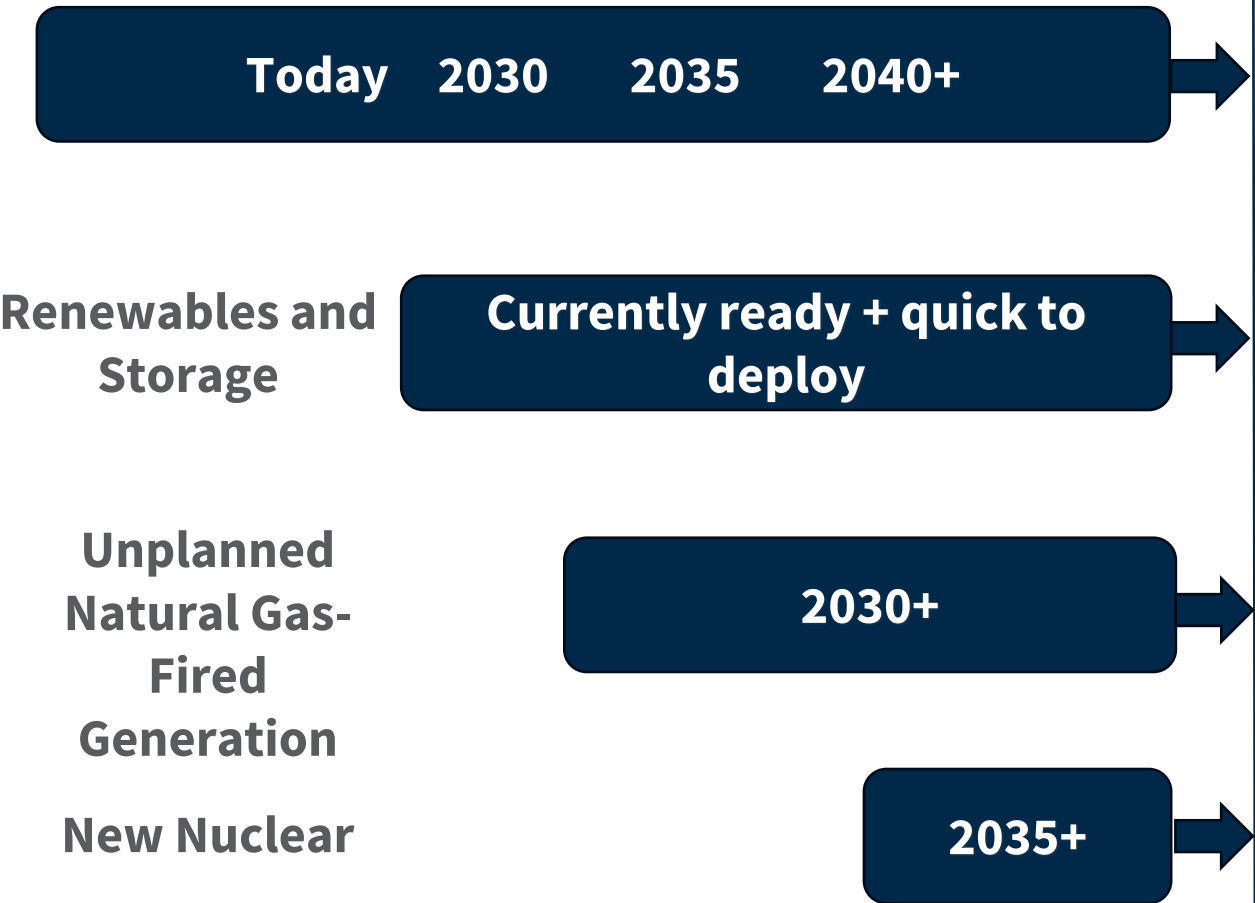 Today 2030 2035 2040+
Renewables and
Storage
Currently ready + quick to
deploy
Unplanned
Natural Gas-
Fired
Generation
2030+
New Nuclear
2035+